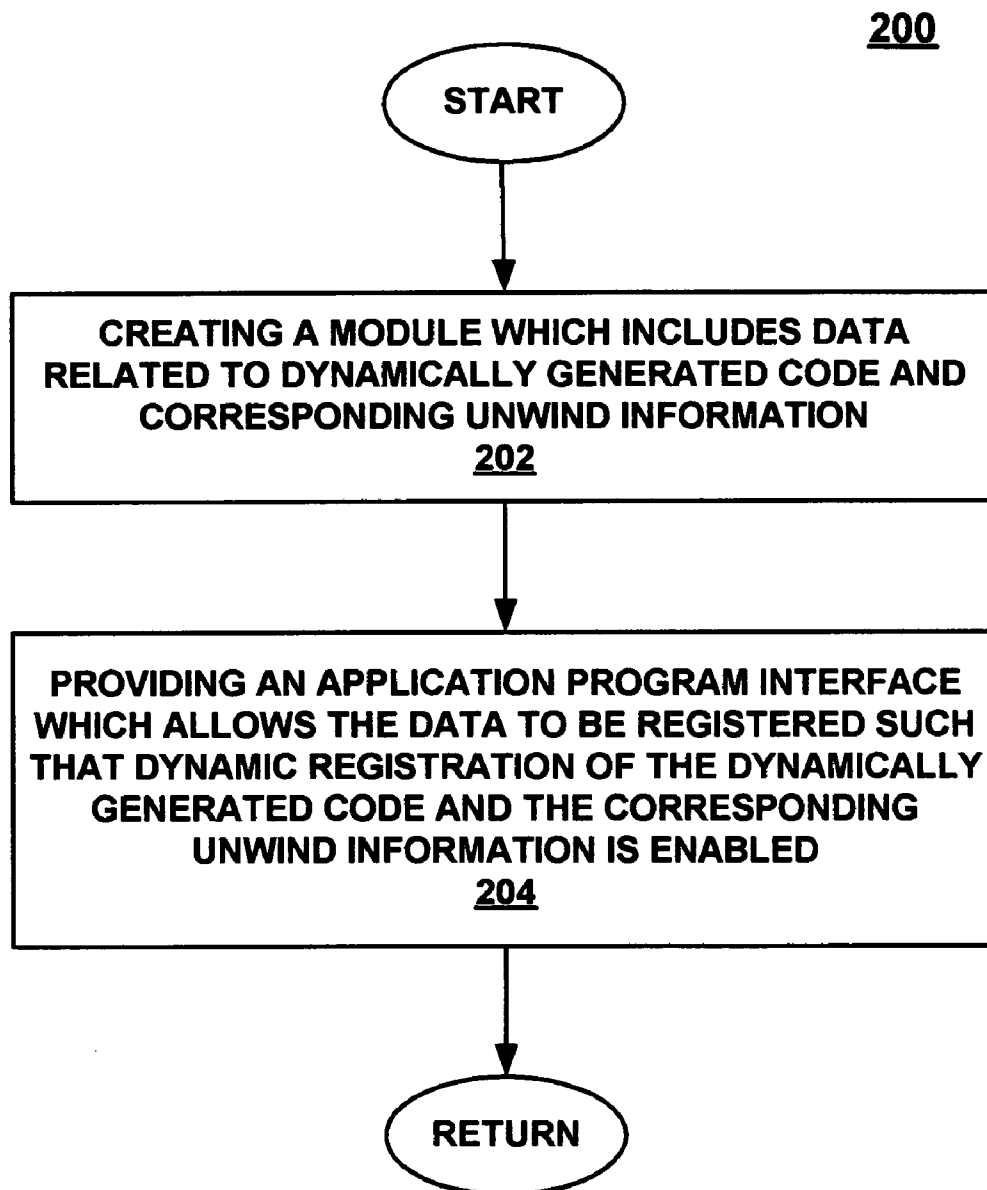 200
START
CREATING A MODULE WHICH INCLUDES DATA
RELATED TO DYNAMICALLY GENERATED CODE AND
CORRESPONDING UNWIND INFORMATION
202
PROVIDING AN APPLICATION PROGRAM INTERFACE
WHICH ALLOWS THE DATA TO BE REGISTERED SUCH
THAT DYNAMIC REGISTRATION OF THE DYNAMICALLY
GENERATED CODE AND THE CORRESPONDING
UNWIND INFORMATION IS ENABLED
204
RETURN